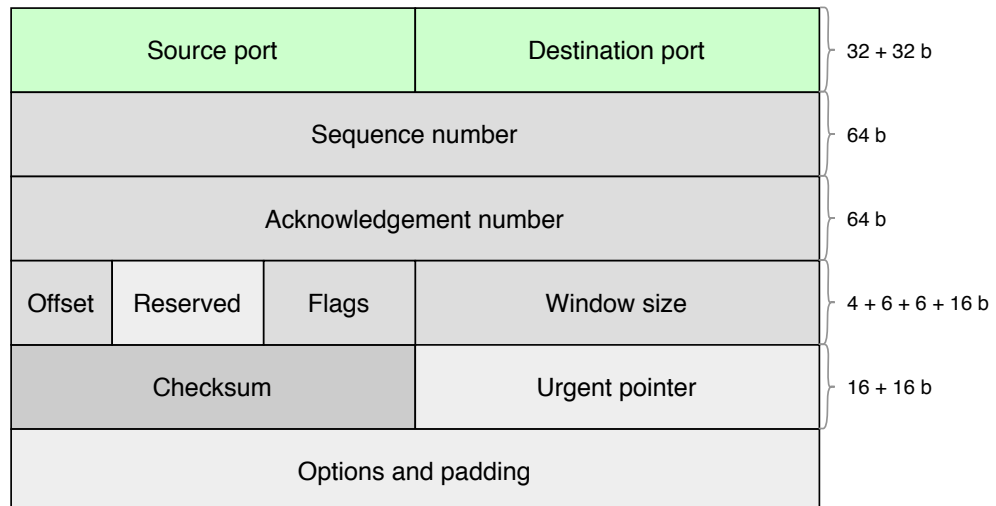 Source port Destination port 32 + 32 b
Sequence number 64 b
Acknowledgement number 64 b
Offset Reserved Flags Window size 4 + 6 + 6 + 16 b
Checksum Urgent pointer 16 + 16 b
Options and padding